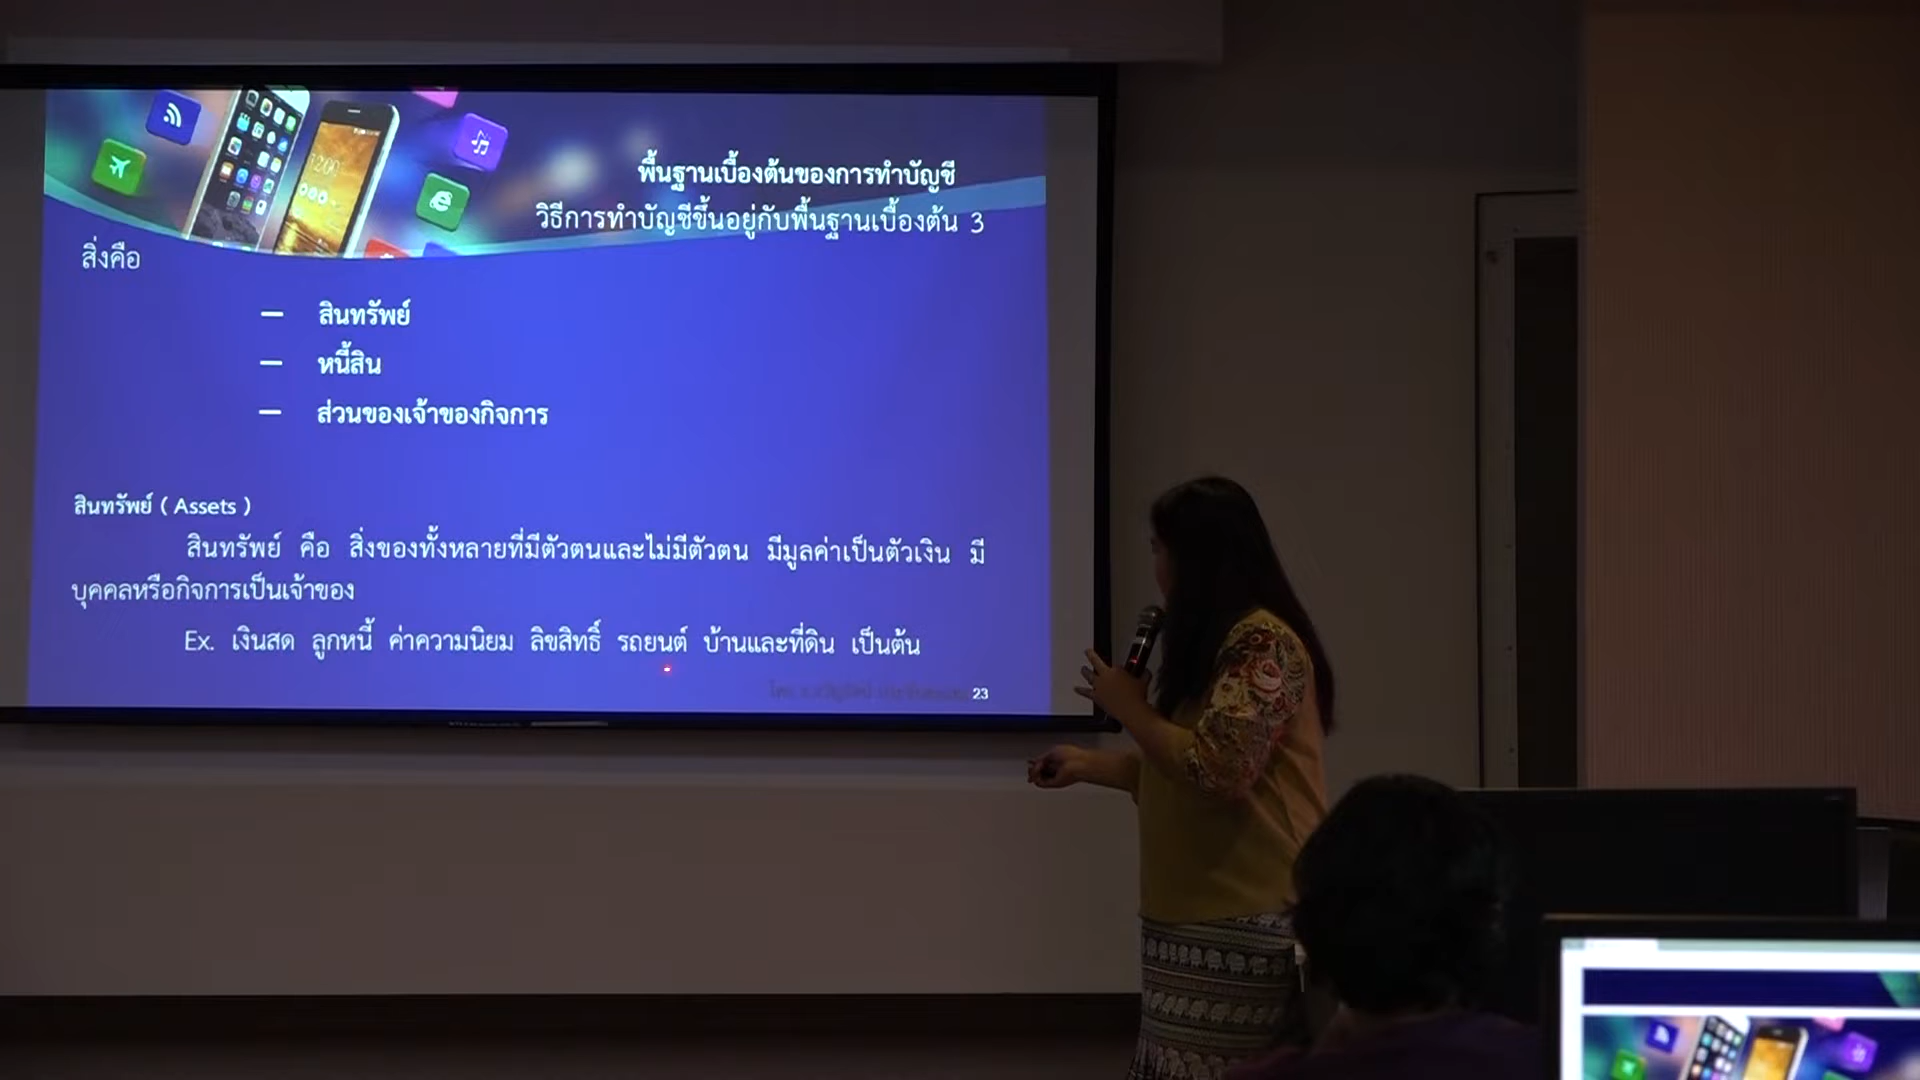 พื้นฐานเบื้องต้นของการทำบัญชี
วิธีการทำบัญชีขึ้นอยู่กับพื้นฐานเบื้องต้น 3
สิ่งคือ
— สินทรัพย์
— หนี้สิน
— ส่วนของเจ้าของกิจการ
สินทรัพย์ ( Assets )
สินทรัพย์ คือ สิ่งของทั้งหลายที่มีตัวตนและไม่มีตัวตน มีมูลค่าเป็นตัวเงิน มี
บุคคลหรือกิจการเป็นเจ้าของ
Ex. เงินสด ลูกหนี้ ค่าความนิยม ลิขสิทธิ์ รถยนต์ บ้านและที่ดิน เป็นต้น
23
12:00